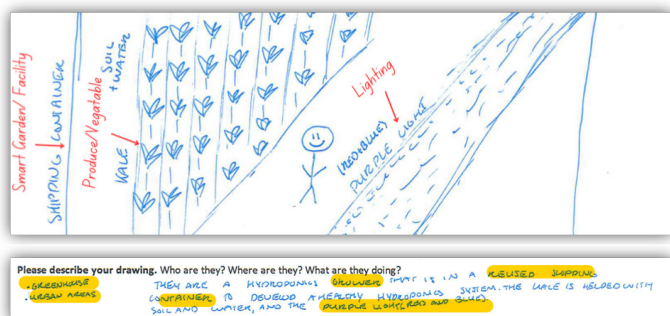 Smart Garden/ Facility
SHIPPING CONTAINER
Produce/Vegatable
KALE
SOIL
+ WATER
Lighting
(RED+BLUE)
PURPLE LIGHT
Please describe your drawing. Who are they? Where are they? What are they doing?
• GREENHOUSE
• URBAN AREAS
THEY ARE A HYDROPONICS GROWER THAT IS IN A REUSED SHIPPING
CONTAINER TO DEVELOP A HEALTHY HYDROPONICS SYSTEM. THE KALE IS HELPED WITH
SOIL AND WATER, AND THE PURPLE LIGHT (RED AND BLUE).